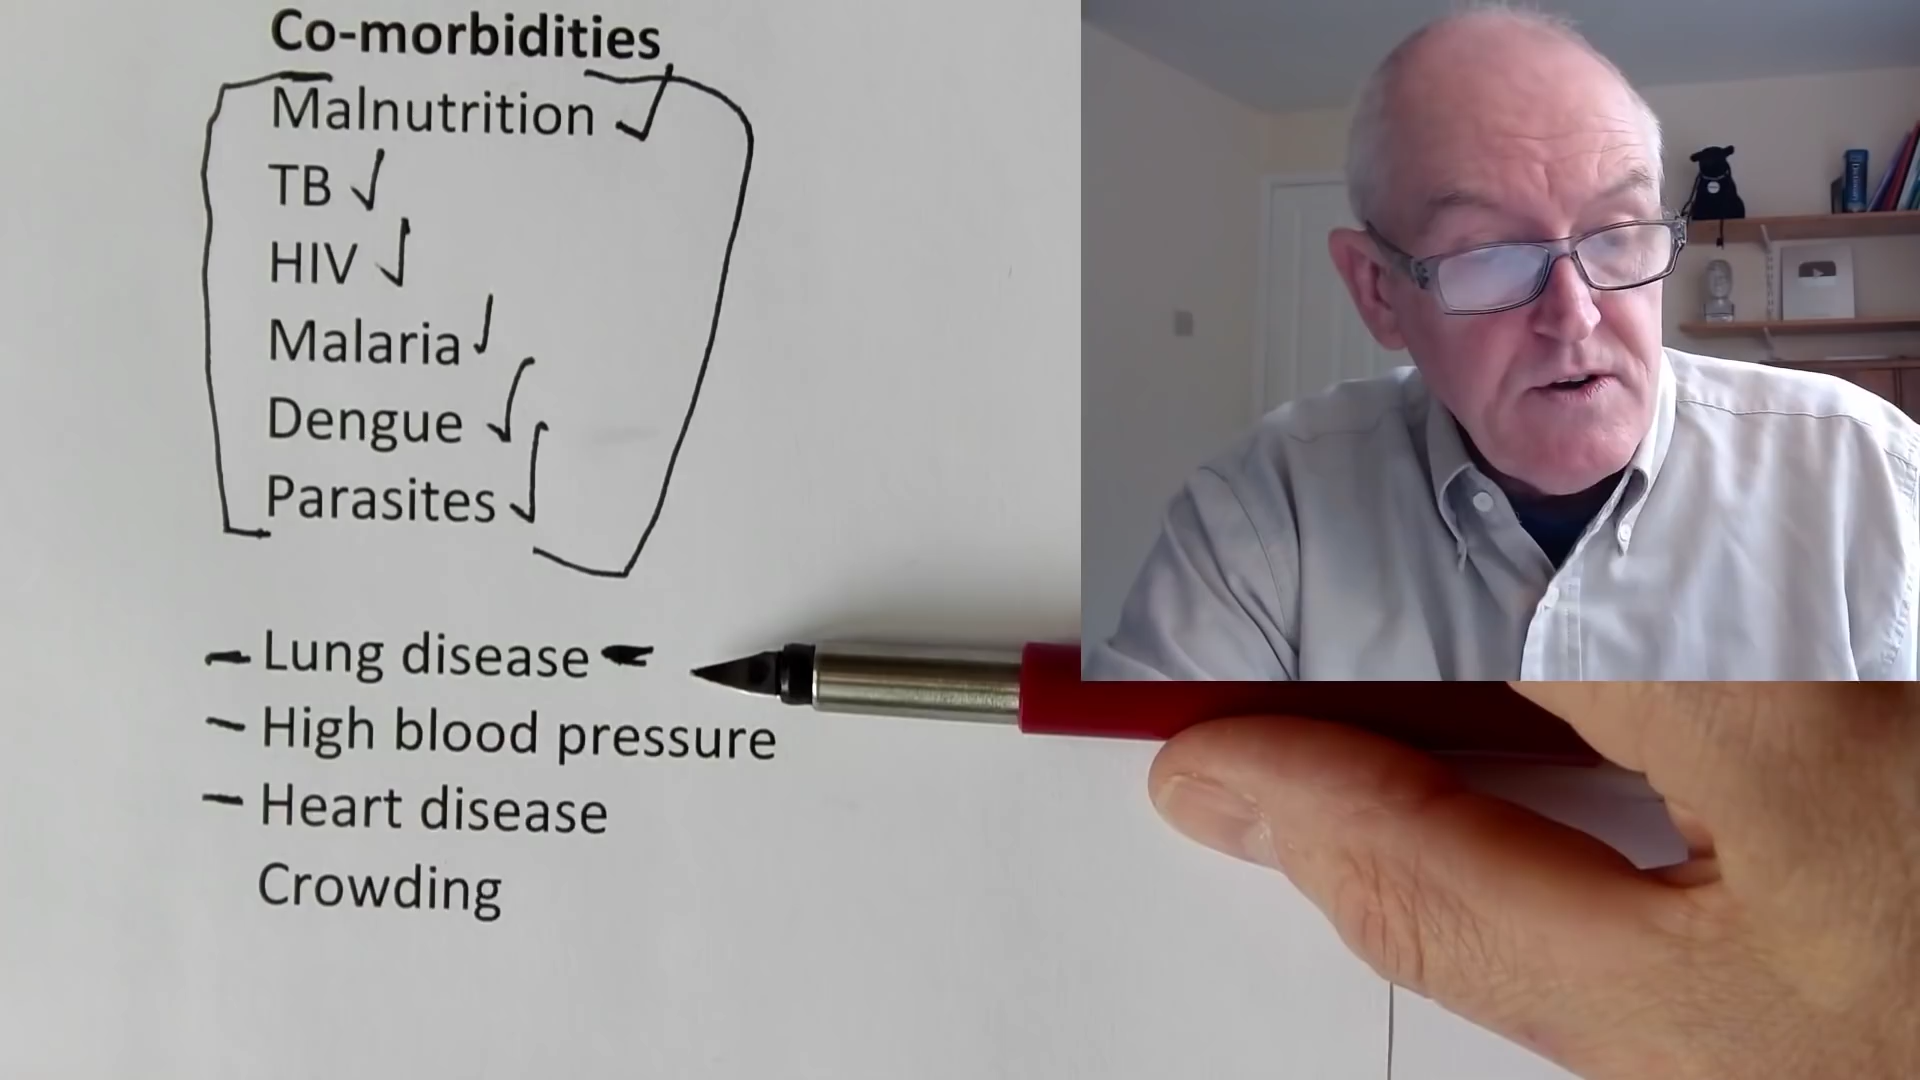 Co-morbidities
Malnutrition ✓
TB ✓
HIV ✓
Malaria ✓
Dengue ✓
Parasites ✓
– Lung disease –
– High blood pressure
– Heart disease
Crowding